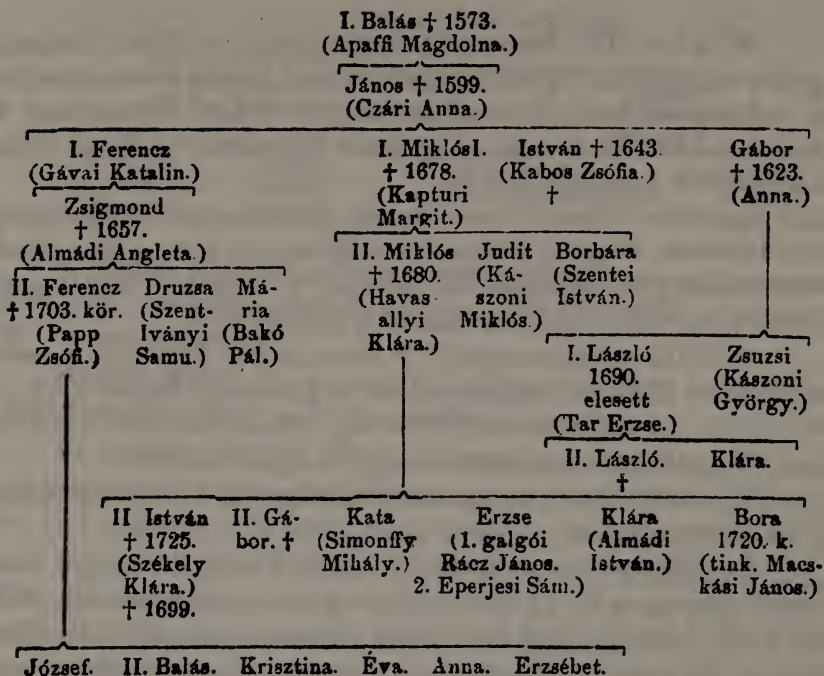 I. Balás † 1573.
(Apaffi Magdolna.)
János † 1599.
(Czári Anna.)
I. Ferencz
(Gávai Katalin.)
I. MiklósI.
† 1678.
(Kapturi
Margit.)
István † 1643.
(Kabos Zsófia.)
†
Gábor
† 1623.
(Anna.)
Zsigmond
† 1657.
(Almádi Angleta.)
II. Miklós
† 1680.
(Havas
allyi
Klára.)
Judit
(Ká-
szoni
Miklós.)
Borbára
(Szentei
István.)
II. Ferencz
† 1703. kör.
(Papp
Zsófi.)
Druzsa
(Szent-
Iványi
Samu.)
Má-
ria
(Bakó
Pál.)
I. László
1690.
elesett
(Tar Erzse.)
Zsuzsi
(Kászoni
György.)
II. László.
†
Klára.
II István
† 1725.
(Székely
Klára.)
† 1699.
II. Gá-
bor. †
Kata
(Simonffy
Mihály.)
Erzse
(1. galgói
Rácz János.
2. Eperjesi Sám.)
Klára
(Almádi
István.)
Bora
1720. k.
(tink. Macs-
kási János.)
József. II. Balás. Krisztina. Éva. Anna. Erzsébet.